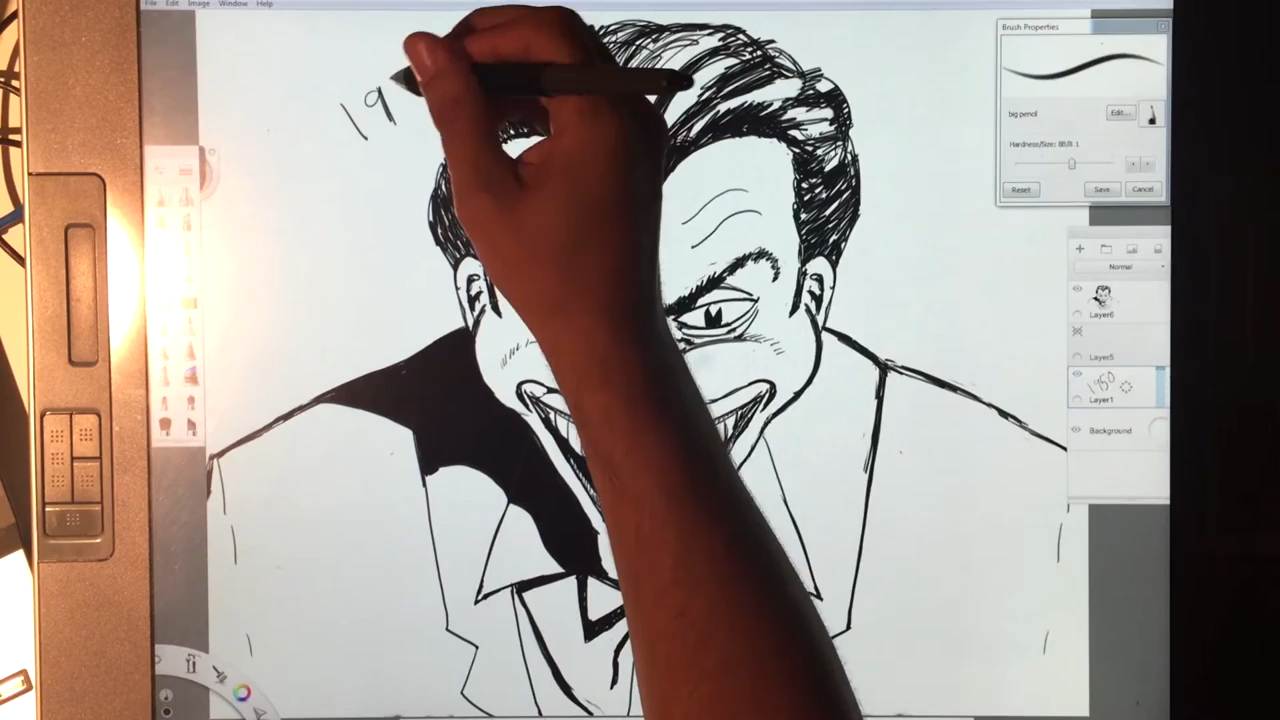 File Edit Image Window Help
Brush Properties
big pencil
Edit...
Hardness/Size: 88/8.1
Reset Save Cancel
Normal
Layer6
Layer5
1950
Layer1
Background
19